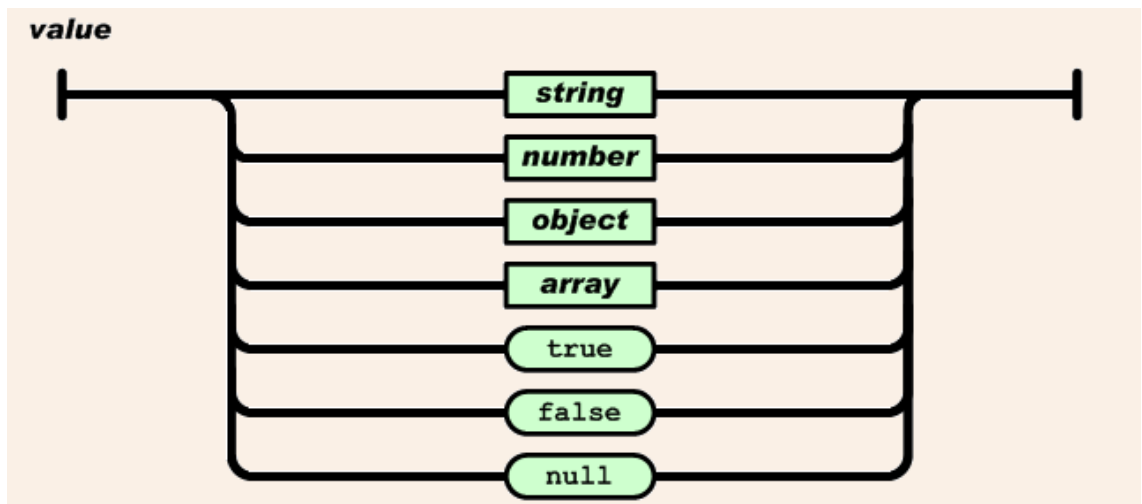 value
string
number
object
array
true
false
null